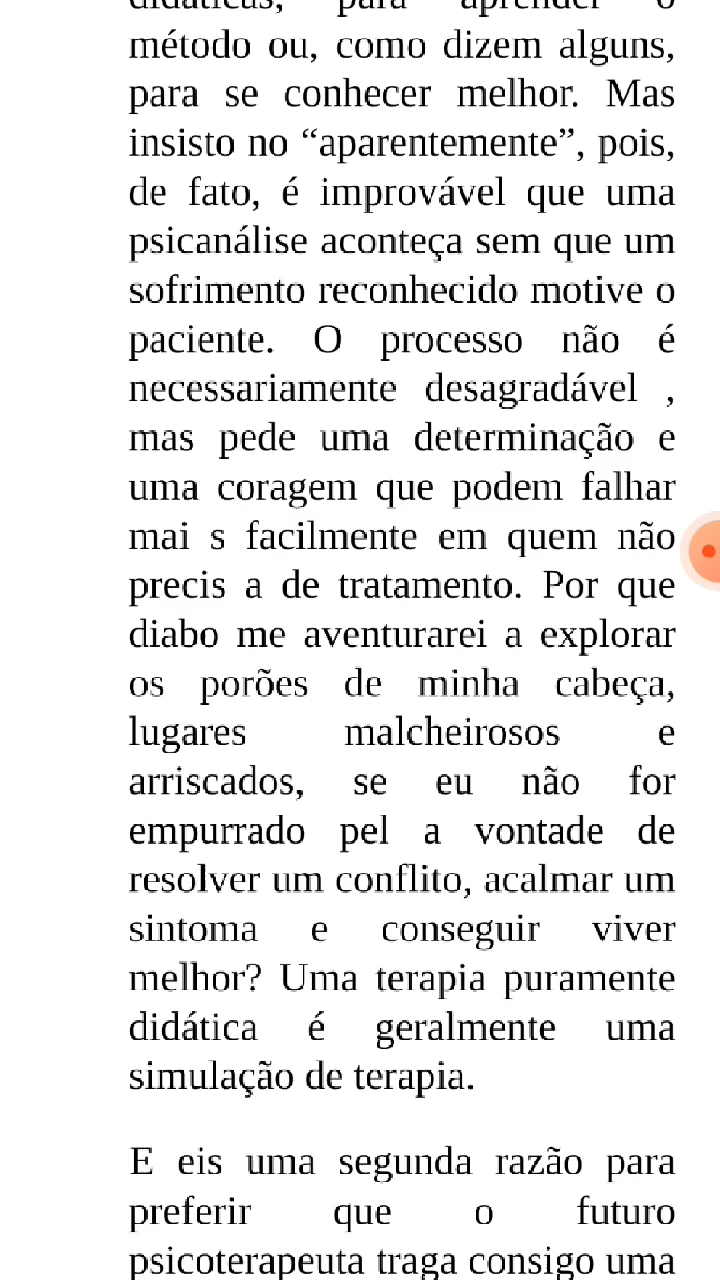 didáticas, para aprender o
método ou, como dizem alguns,
para se conhecer melhor. Mas
insisto no “aparentemente”, pois,
de fato, é improvável que uma
psicanálise aconteça sem que um
sofrimento reconhecido motive o
paciente. O processo não é
necessariamente desagradável ,
mas pede uma determinação e
uma coragem que podem falhar
mai s facilmente em quem não
precis a de tratamento. Por que
diabo me aventurarei a explorar
os porões de minha cabeça,
lugares malcheirosos e
arriscados, se eu não for
empurrado pel a vontade de
resolver um conflito, acalmar um
sintoma e conseguir viver
melhor? Uma terapia puramente
didática é geralmente uma
simulação de terapia.
E eis uma segunda razão para
preferir que o futuro
psicoterapeuta traga consigo uma